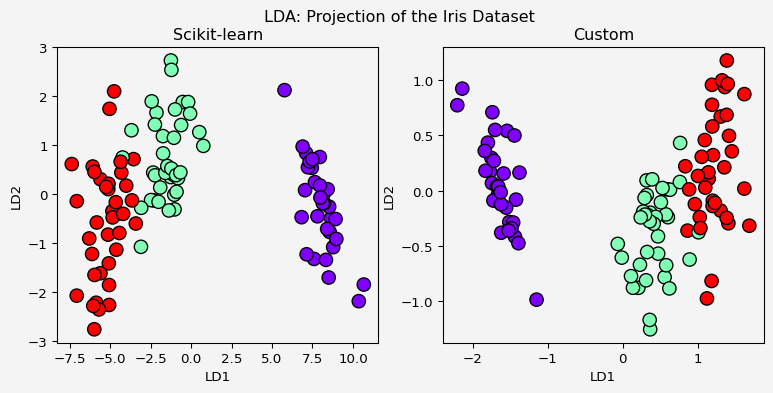 LDA: Projection of the Iris Dataset
Scikit-learn
Custom
3
2
1
0
−1
−2
−3
LD2
−7.5 −5.0 −2.5 0.0 2.5 5.0 7.5 10.0
LD1
1.0
0.5
0.0
−0.5
−1.0
LD2
−2 −1 0 1
LD1